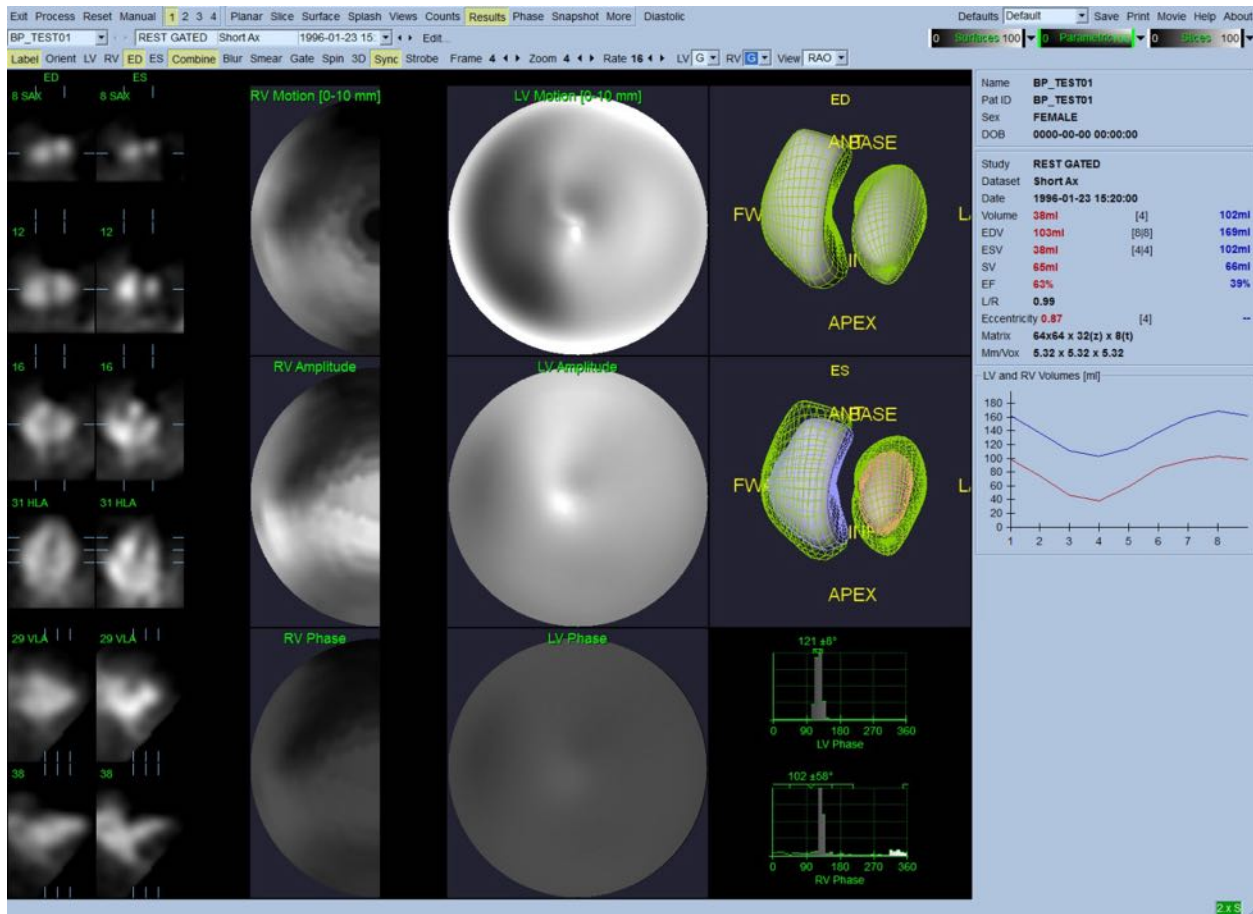 Exit Process Reset Manual 1 2 3 4 Planar Slice Surface Splash Views Counts Results Phase Snapshot More Diastolic Defaults Default Save Print Movie Help About
BP_TEST01 REST GATED Short Ax 1996-01-23 15: Edit... 0 Surfaces 100 0 Parametric 0 Slices 100
Label Orient LV RV ED ES Combine Blur Smear Gate Spin 3D Sync Strobe Frame 4 Zoom 4 Rate 16 LV G RV G View RAO
ED ES
8 SAX 8 SAX
12 12
16 16
31 HLA 31 HLA
29 VLA 29 VLA
38 38
RV Motion [0-10 mm] LV Motion [0-10 mm]
RV Amplitude LV Amplitude
RV Phase LV Phase
ED
ANT BASE
FW
APEX
ES
ANT BASE
FW
INF
APEX
121 ±6°
0 90 180 270 360
LV Phase
102 ±58°
0 90 180 270 360
RV Phase
Name BP_TEST01
Pat ID BP_TEST01
Sex FEMALE
DOB 0000-00-00 00:00:00
Study REST GATED
Dataset Short Ax
Date 1996-01-23 15:20:00
Volume 38ml [4] 102ml
EDV 103ml [8|8] 169ml
ESV 38ml [4|4] 102ml
SV 65ml 66ml
EF 63% 39%
L/R 0.99
Eccentricity 0.87 [4] --
Matrix 64x64 x 32(z) x 8(t)
Mm/Vox 5.32 x 5.32 x 5.32
LV and RV Volumes [ml]
180
160
140
120
100
80
60
40
20
0
1 2 3 4 5 6 7 8
2 x S